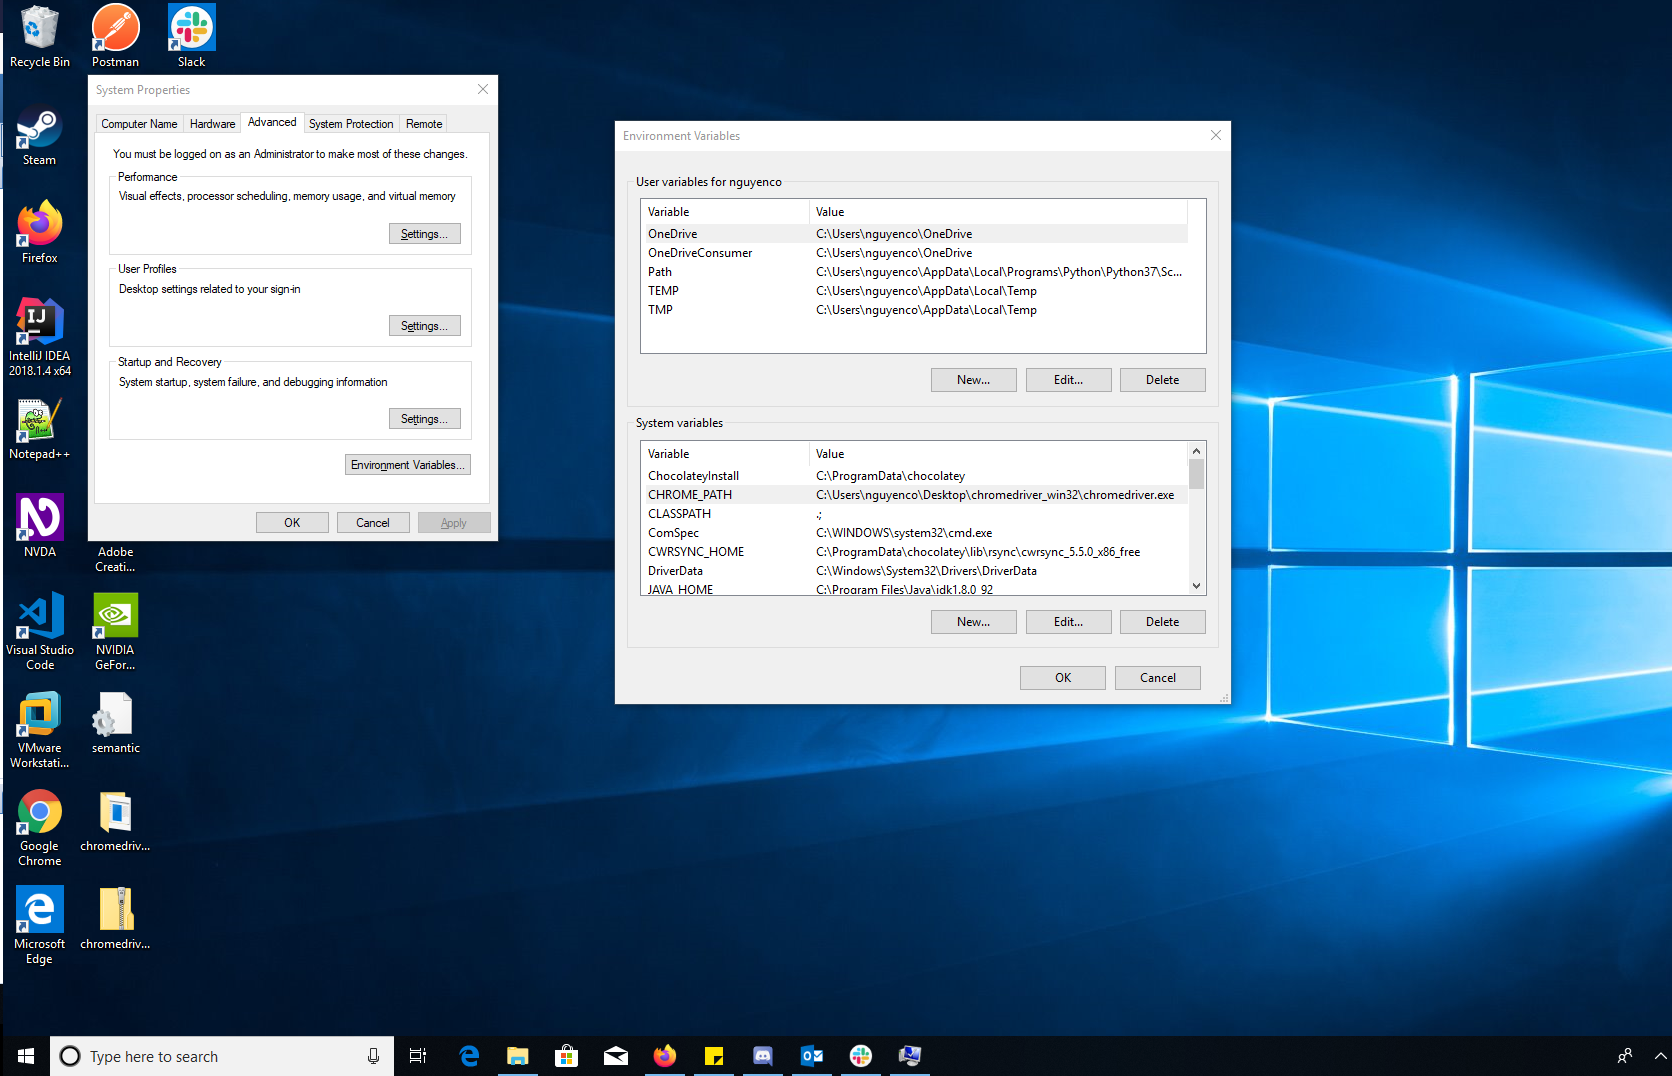 Recycle Bin
Postman
Slack
Steam
Firefox
IJ
IntelliJ IDEA
2018.1.4 x64
Notepad++
NVDA
Adobe
Creati...
Visual Studio
Code
NVIDIA
GeFor...
VMware
Workstati...
semantic
Google
Chrome
chromedriv...
Microsoft
Edge
chromedriv...
System Properties
Computer Name
Hardware
Advanced
System Protection
Remote
You must be logged on as an Administrator to make most of these changes.
Performance
Visual effects, processor scheduling, memory usage, and virtual memory
Settings...
User Profiles
Desktop settings related to your sign-in
Settings...
Startup and Recovery
System startup, system failure, and debugging information
Settings...
Environment Variables...
OK
Cancel
Apply
Environment Variables
User variables for nguyenco
Variable Value
OneDrive C:\Users\nguyenco\OneDrive
OneDriveConsumer C:\Users\nguyenco\OneDrive
Path C:\Users\nguyenco\AppData\Local\Programs\Python\Python37\Sc...
TEMP C:\Users\nguyenco\AppData\Local\Temp
TMP C:\Users\nguyenco\AppData\Local\Temp
New... Edit... Delete
System variables
Variable Value
ChocolateyInstall C:\ProgramData\chocolatey
CHROME_PATH C:\Users\nguyenco\Desktop\chromedriver_win32\chromedriver.exe
CLASSPATH .;
ComSpec C:\WINDOWS\system32\cmd.exe
CWRSYNC_HOME C:\ProgramData\chocolatey\lib\rsync\cwrsync_5.5.0_x86_free
DriverData C:\Windows\System32\Drivers\DriverData
JAVA_HOME C:\Program Files\Java\jdk1.8.0_92
New... Edit... Delete
OK Cancel
Type here to search